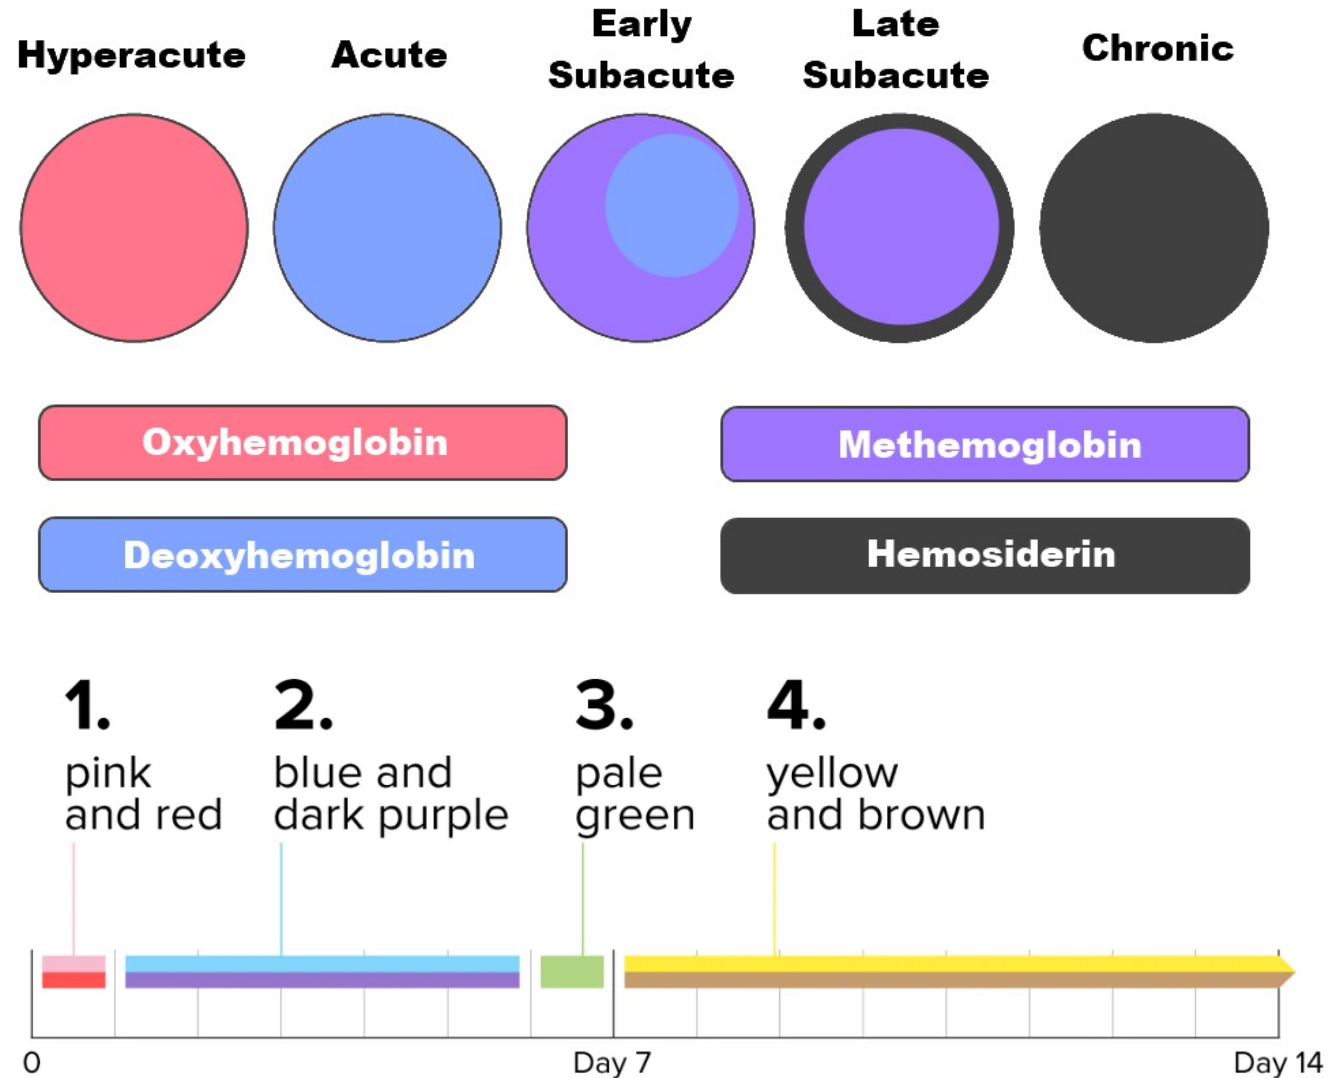 Hyperacute
Acute
Early
Subacute
Late
Subacute
Chronic
Oxyhemoglobin
Methemoglobin
Deoxyhemoglobin
Hemosiderin
1.
pink
and red
2.
blue and
dark purple
3.
pale
green
4.
yellow
and brown
0
Day 7
Day 14